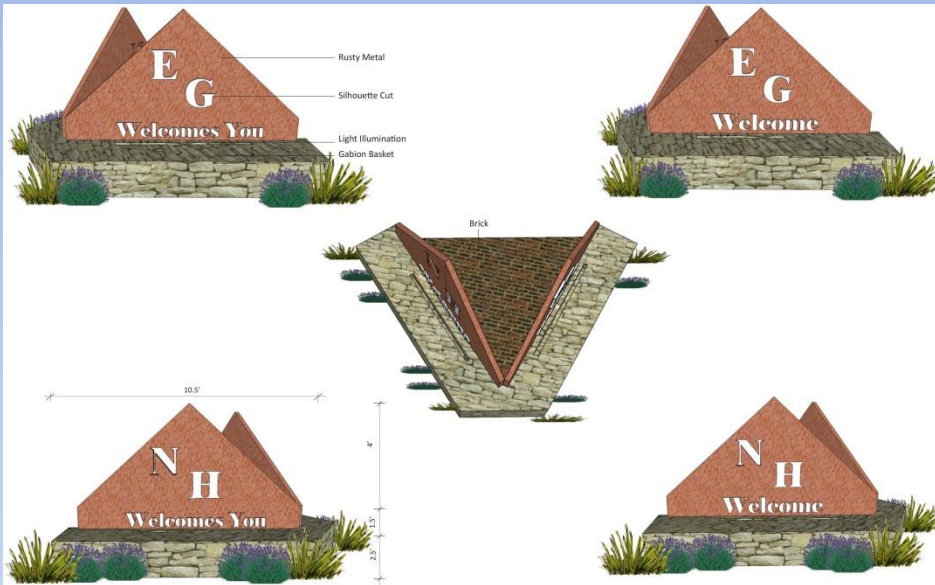 E
G
Welcomes You
Rusty Metal
Silhouette Cut
Light Illumination
Gabion Basket
E
G
Welcome
Brick
N
H
10.5'
4'
1.5'
2.5'
N
H
Welcomes You
N
H
Welcome